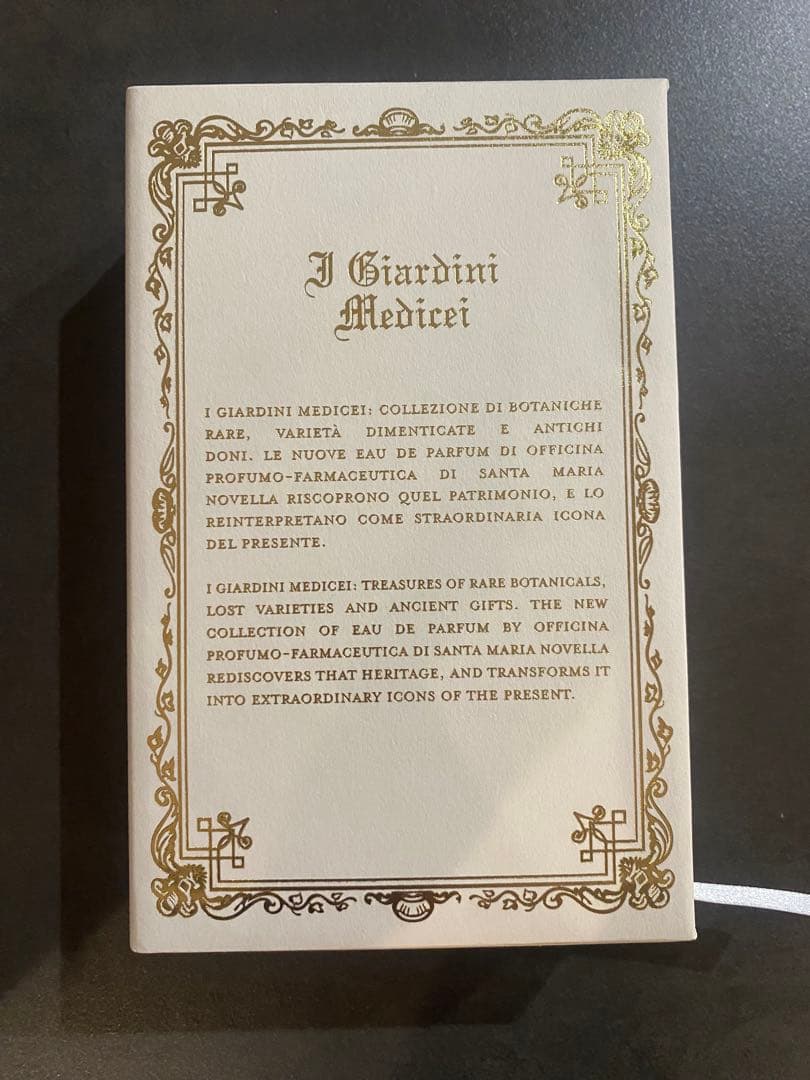 I Giardini
Medicei
I GIARDINI MEDICEI: COLLEZIONE DI BOTANICHE
RARE, VARIETÀ DIMENTICATE E ANTICHI
DONI. LE NUOVE EAU DE PARFUM DI OFFICINA
PROFUMO-FARMACEUTICA DI SANTA MARIA
NOVELLA RISCOPRONO QUEL PATRIMONIO, E LO
REINTERPRETANO COME STRAORDINARIA ICONA
DEL PRESENTE.
I GIARDINI MEDICEI: TREASURES OF RARE BOTANICALS,
LOST VARIETIES AND ANCIENT GIFTS. THE NEW
COLLECTION OF EAU DE PARFUM BY OFFICINA
PROFUMO-FARMACEUTICA DI SANTA MARIA NOVELLA
REDISCOVERS THAT HERITAGE, AND TRANSFORMS IT
INTO EXTRAORDINARY ICONS OF THE PRESENT.